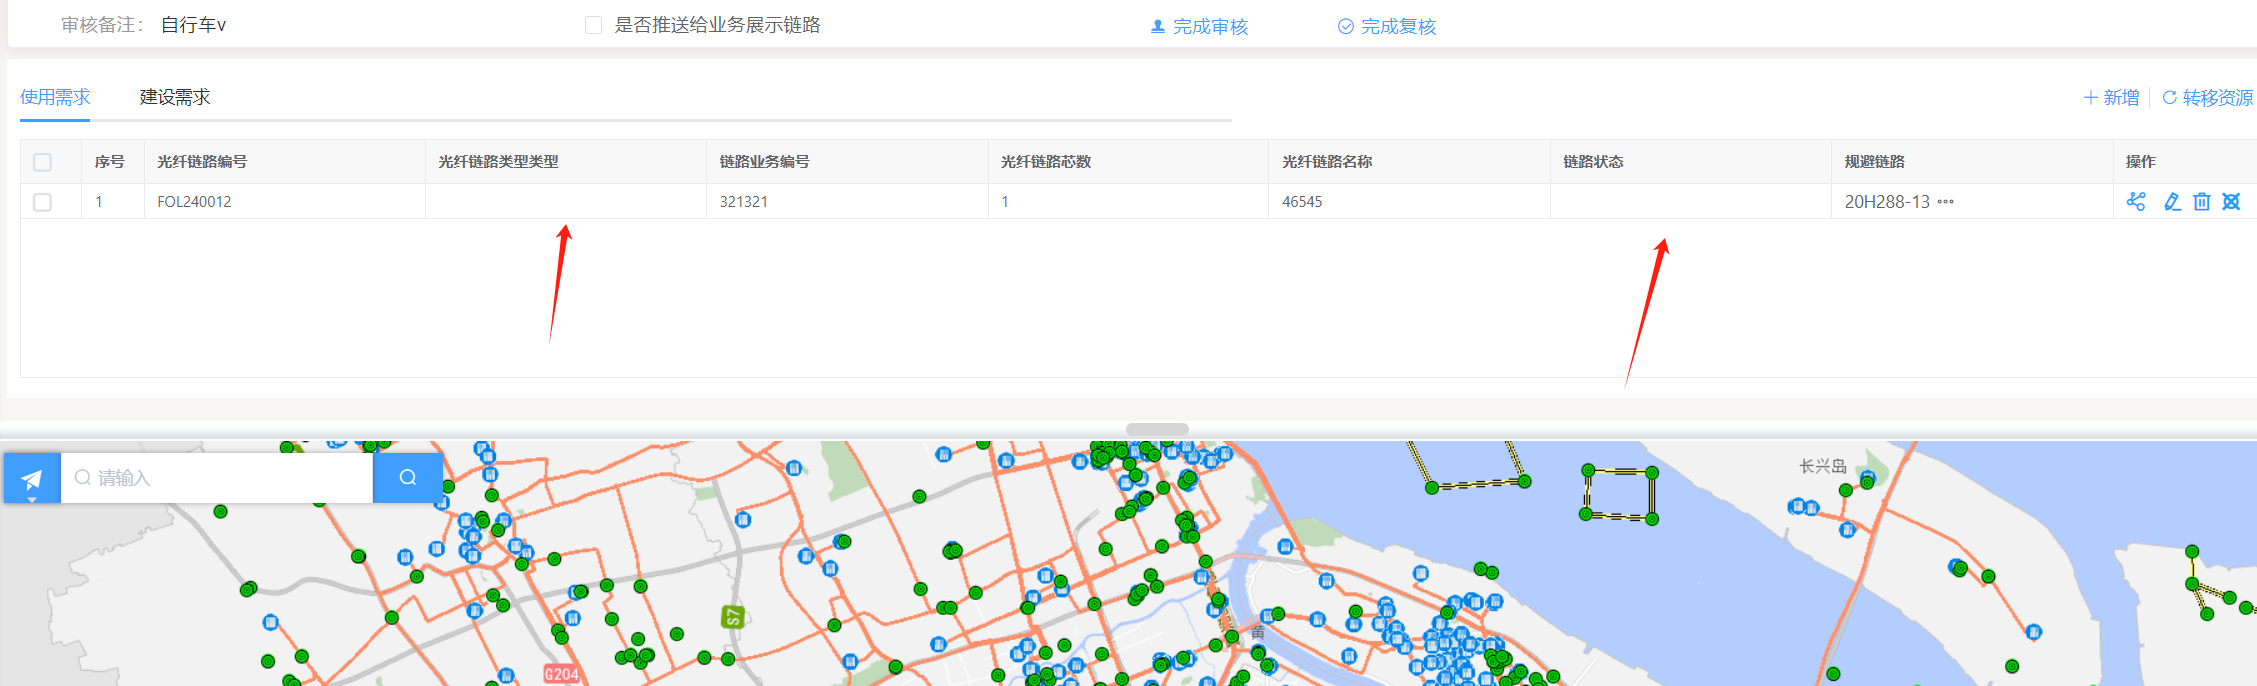 审核备注： 自行车v 是否推送给业务展示链路 完成审核 完成复核
使用需求 建设需求 新增 转移资源
序号 光纤链路编号 光纤链路类型类型 链路业务编号 光纤链路芯数 光纤链路名称 链路状态 规避链路 操作
1 FOL240012 321321 1 46545 20H288-13
长兴岛
请输入
S7
黄
G204